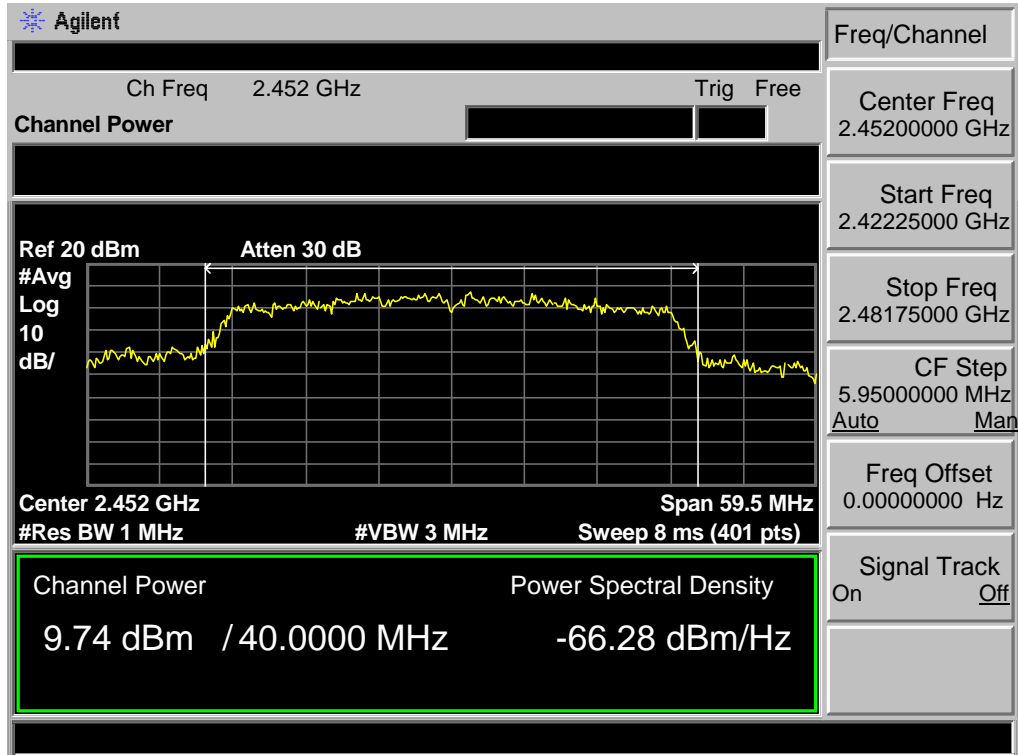 Agilent
Freq/Channel
Ch Freq 2.452 GHz Trig Free
Channel Power
Center Freq
2.45200000 GHz
Start Freq
2.42225000 GHz
Ref 20 dBm Atten 30 dB
#Avg
Log
10
dB/
Stop Freq
2.48175000 GHz
CF Step
5.95000000 MHz
Auto Man
Center 2.452 GHz Span 59.5 MHz
#Res BW 1 MHz #VBW 3 MHz Sweep 8 ms (401 pts)
Freq Offset
0.00000000 Hz
Channel Power Power Spectral Density
9.74 dBm / 40.0000 MHz -66.28 dBm/Hz
Signal Track
On Off